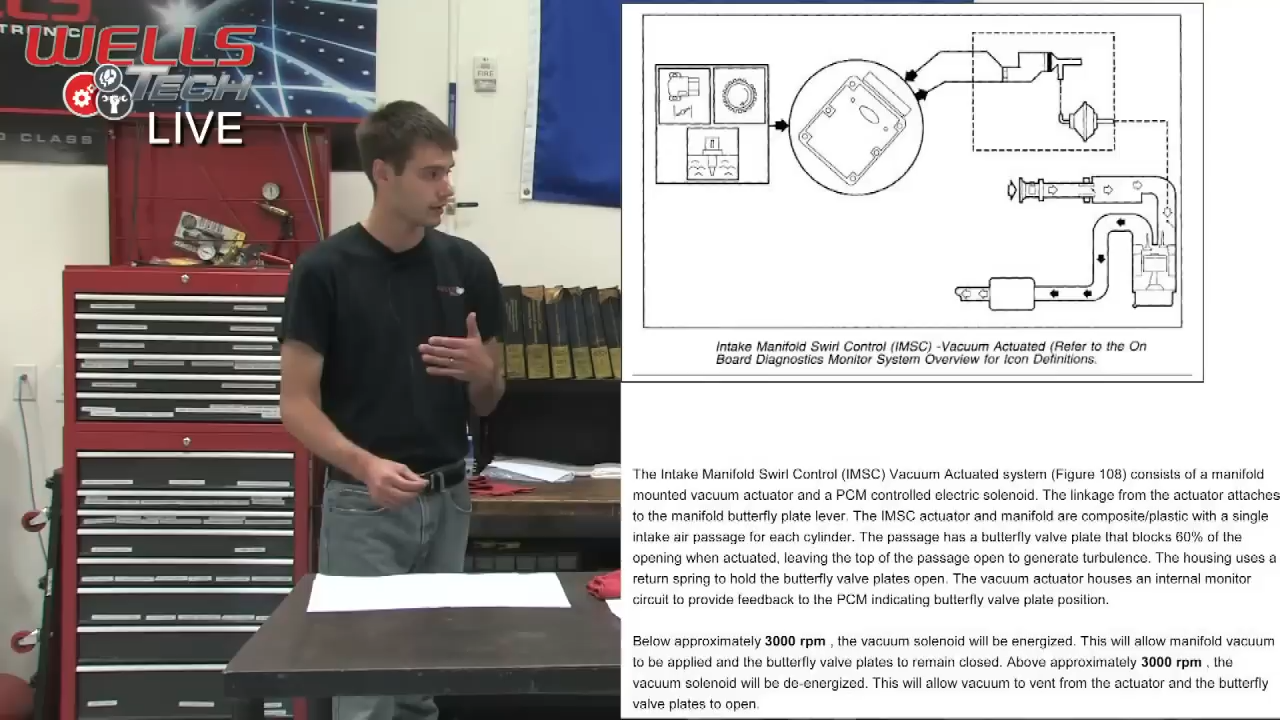 WELLS
TECH
LIVE
CLASS
FIRE
Intake Manifold Swirl Control (IMSC) -Vacuum Actuated (Refer to the On
Board Diagnostics Monitor System Overview for Icon Definitions.
The Intake Manifold Swirl Control (IMSC) Vacuum Actuated system (Figure 108) consists of a manifold
mounted vacuum actuator and a PCM controlled electric solenoid. The linkage from the actuator attaches
to the manifold butterfly plate lever. The IMSC actuator and manifold are composite/plastic with a single
intake air passage for each cylinder. The passage has a butterfly valve plate that blocks 60% of the
opening when actuated, leaving the top of the passage open to generate turbulence. The housing uses a
return spring to hold the butterfly valve plates open. The vacuum actuator houses an internal monitor
circuit to provide feedback to the PCM indicating butterfly valve plate position.
Below approximately 3000 rpm , the vacuum solenoid will be energized. This will allow manifold vacuum
to be applied and the butterfly valve plates to remain closed. Above approximately 3000 rpm , the
vacuum solenoid will be de-energized. This will allow vacuum to vent from the actuator and the butterfly
valve plates to open.